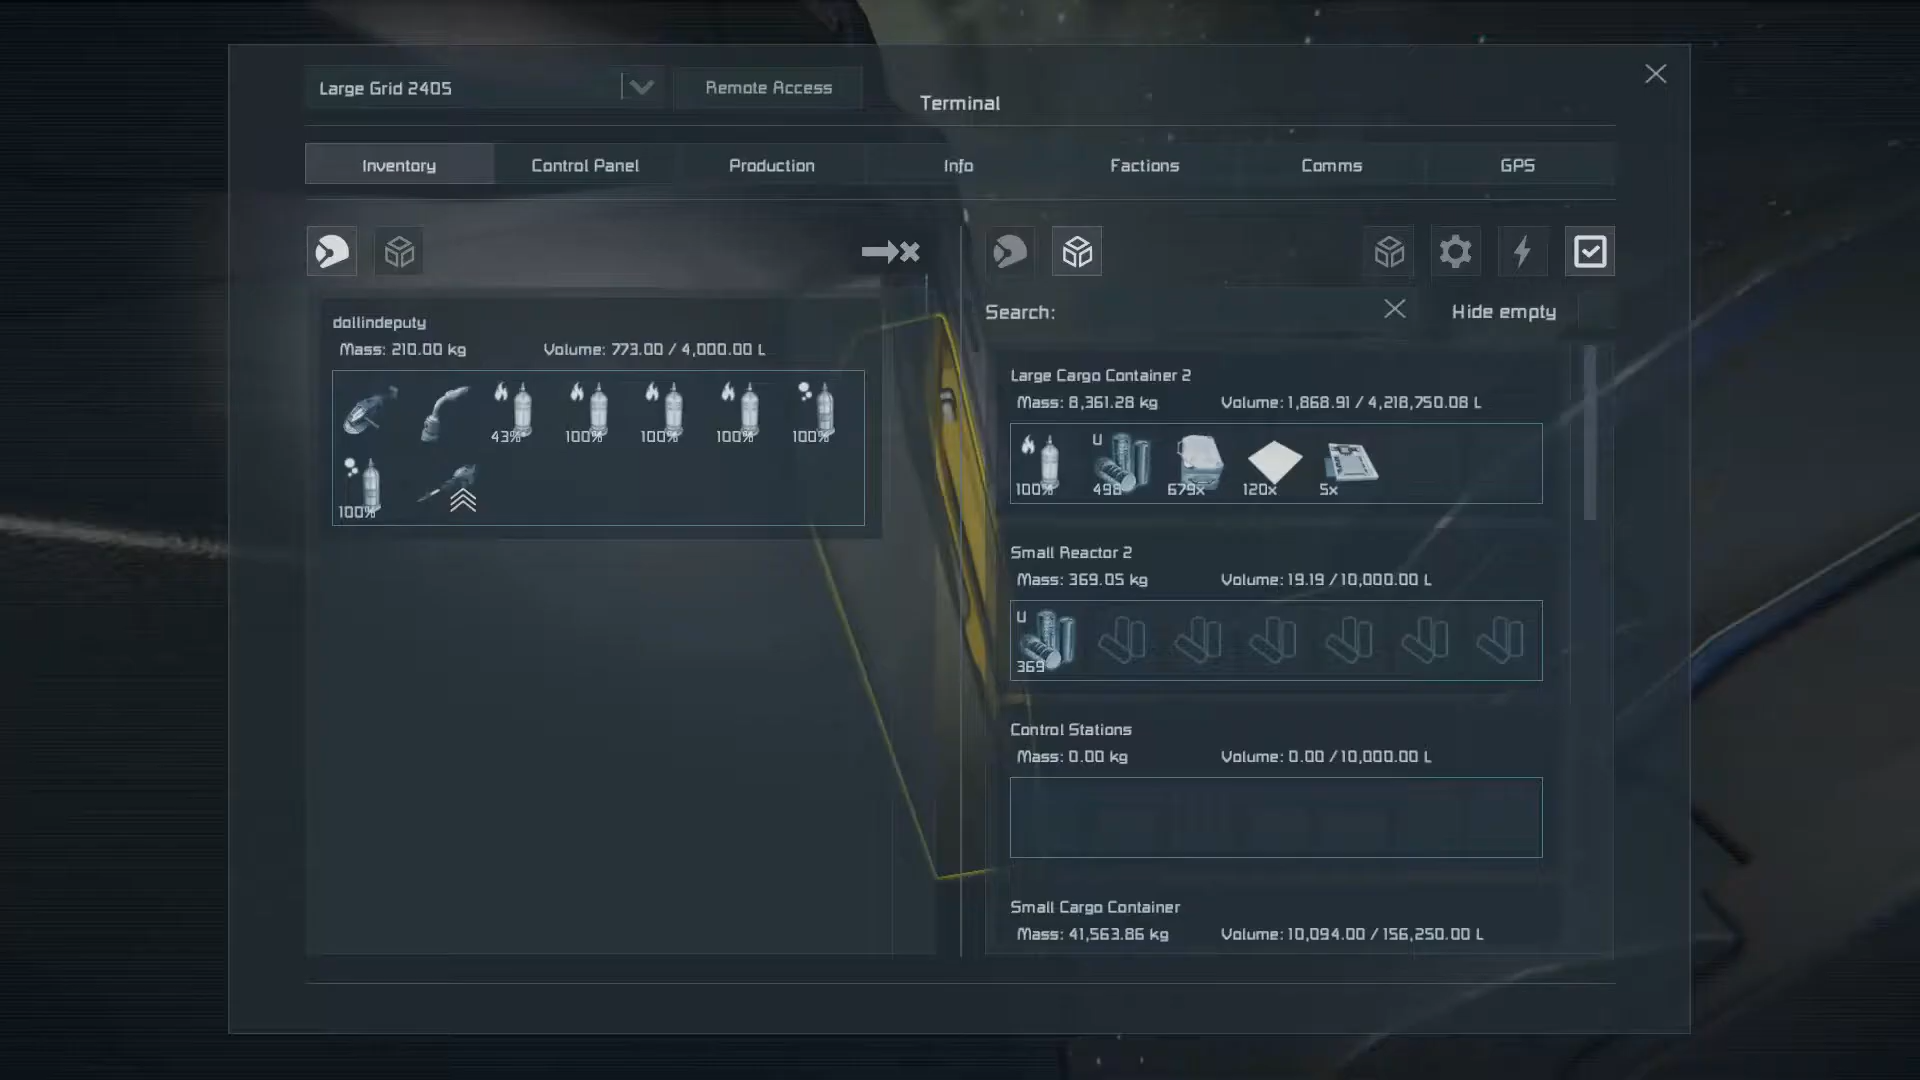 Large Grid 2405
Remote Access
Terminal
Inventory
Control Panel
Production
Info
Factions
Comms
GPS
Search:
Hide empty
dollindeputy
Mass: 210.00 kg
Volume: 773.00 / 4,000.00 L
43%
100%
100%
100%
100%
100%
Large Cargo Container 2
Mass: 8,361.28 kg
Volume: 1,868.91 / 4,218,750.08 L
U
100%
498
679x
120x
5x
Small Reactor 2
Mass: 369.05 kg
Volume: 19.19 / 10,000.00 L
U
369
Control Stations
Mass: 0.00 kg
Volume: 0.00 / 10,000.00 L
Small Cargo Container
Mass: 41,563.86 kg
Volume: 10,094.00 / 156,250.00 L